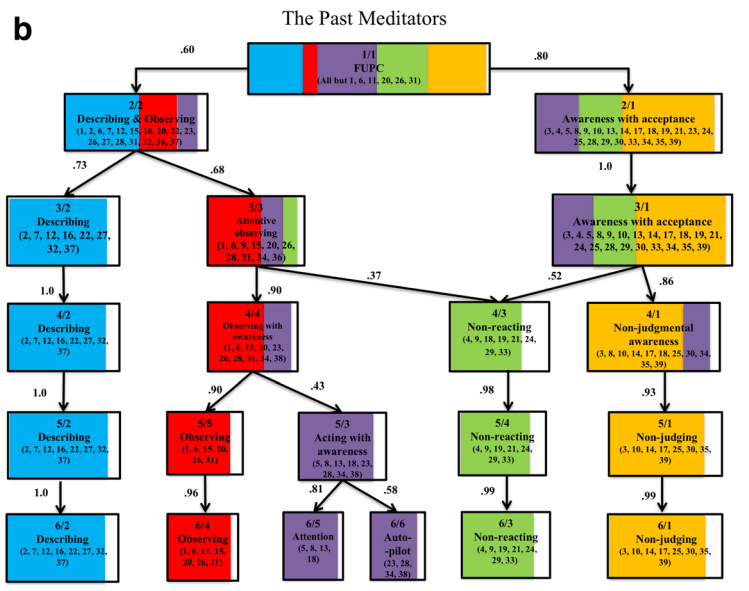 The Past Meditators
b
.60
1/1
FUPC
(All but 1, 6, 11, 20, 26, 31)
.80
2/2
Describing & Observing
(1, 2, 6, 7, 12, 15, 16, 20, 22, 23,
26, 27, 28, 31, 32, 36, 37)
2/1
Awareness with acceptance
(3, 4, 5, 8, 9, 10, 13, 14, 17, 18, 19, 21, 23, 24,
25, 28, 29, 30, 33, 34, 35, 39)
.73
.68
1.0
3/2
Describing
(2, 7, 12, 16, 22, 27,
32, 37)
3/3
Attentive
observing
(1, 6, 9, 15, 20, 26,
28, 31, 34, 36)
3/1
Awareness with acceptance
(3, 4. 5, 8, 9, 10, 13, 14, 17, 18, 19, 21,
24, 25, 28, 29, 30, 33, 34, 35, 39)
1.0
.90
.37
.52
.86
4/2
Describing
(2, 7, 12, 16, 22, 27, 32,
37)
4/4
Observing with
awareness
(1, 6, 15, 20, 23,
26, 28, 31, 34, 38)
4/3
Non-reacting
(4, 9, 18, 19, 21, 24,
29, 33)
4/1
Non-judgmental
awareness
(3, 8, 10, 14, 17, 18, 25, 30, 34,
35, 39)
1.0
.90
.43
.98
.93
5/2
Describing
(2, 7, 12, 16, 22, 27, 32,
37)
5/5
Observing
(1, 6, 15, 20,
26, 31)
5/3
Acting with
awareness
(5, 8, 13, 18, 23,
28, 34, 38)
5/4
Non-reacting
(4, 9, 19, 21, 24,
29, 33)
5/1
Non-judging
(3, 10, 14, 17, 25, 30, 35,
39)
1.0
.96
.81
.58
.99
.99
6/2
Describing
(2, 7, 12, 16, 22, 27, 32,
37)
6/4
Observing
(1, 6, 11, 15,
20, 26, 31)
6/5
Attention
(5, 8, 13,
18)
6/6
Auto-
-pilot
(23, 28,
34, 38)
6/3
Non-reacting
(4, 9, 19, 21, 24,
29, 33)
6/1
Non-judging
(3, 10, 14, 17, 25, 30, 35,
39)